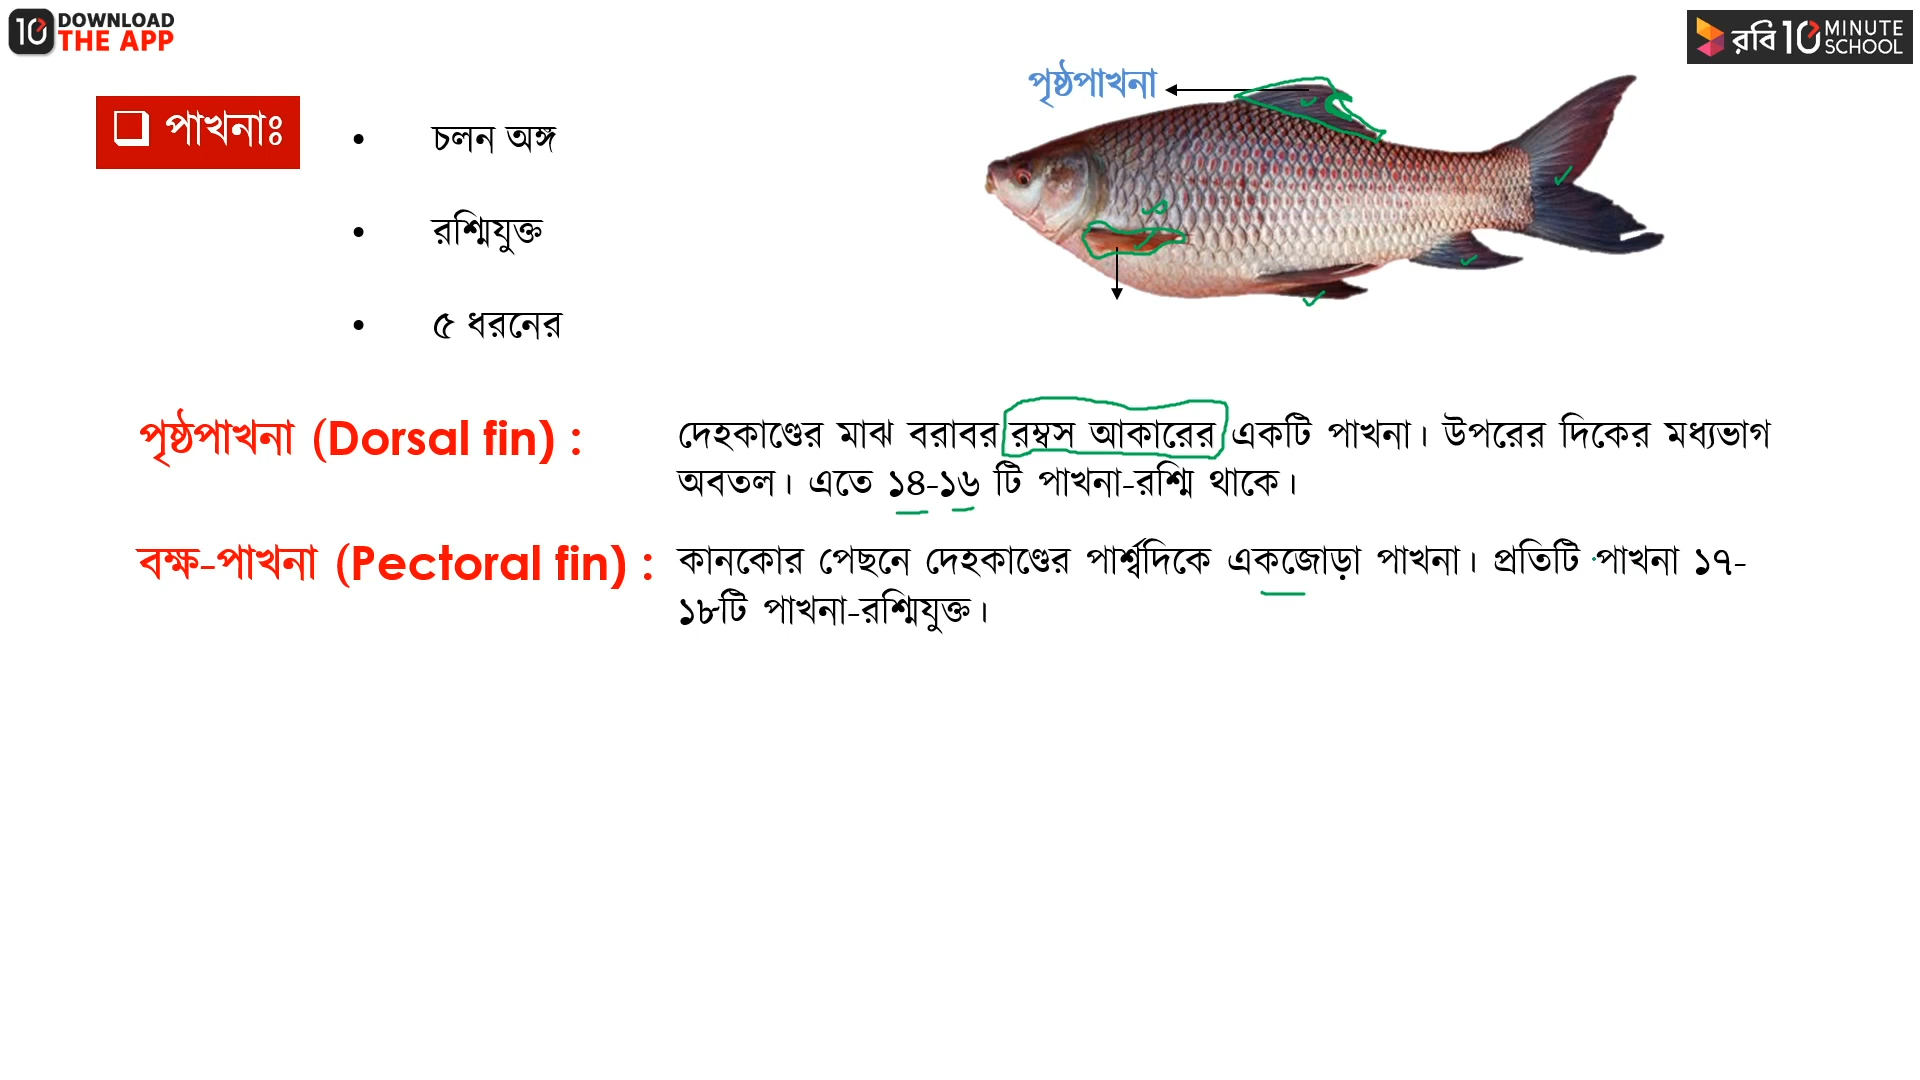 10 DOWNLOAD
THE APP
রবি 10 MINUTE
SCHOOL
পৃষ্ঠপাখনা
পাখনাঃ
• চলন অঙ্গ
• রশ্মিযুক্ত
• ৫ ধরনের
পৃষ্ঠপাখনা (Dorsal fin) : দেহকাণ্ডের মাঝ বরাবর রম্বস আকারের একটি পাখনা। উপরের দিকের মধ্যভাগ
অবতল। এতে ১৪-১৬ টি পাখনা-রশ্মি থাকে।
বক্ষ-পাখনা (Pectoral fin) : কানকোর পেছনে দেহকাণ্ডের পার্শ্বদিকে একজোড়া পাখনা। প্রতিটি পাখনা ১৭-
১৮টি পাখনা-রশ্মিযুক্ত।